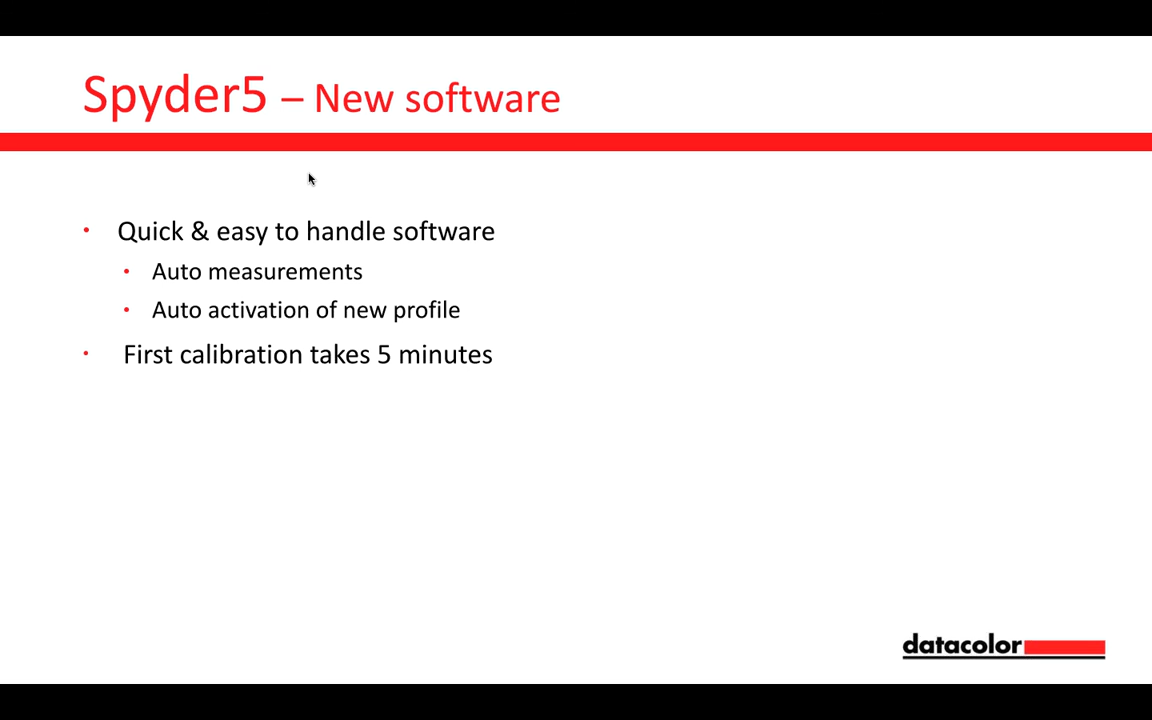 Spyder5 – New software
• Quick & easy to handle software
• Auto measurements
• Auto activation of new profile
• First calibration takes 5 minutes
datacolor